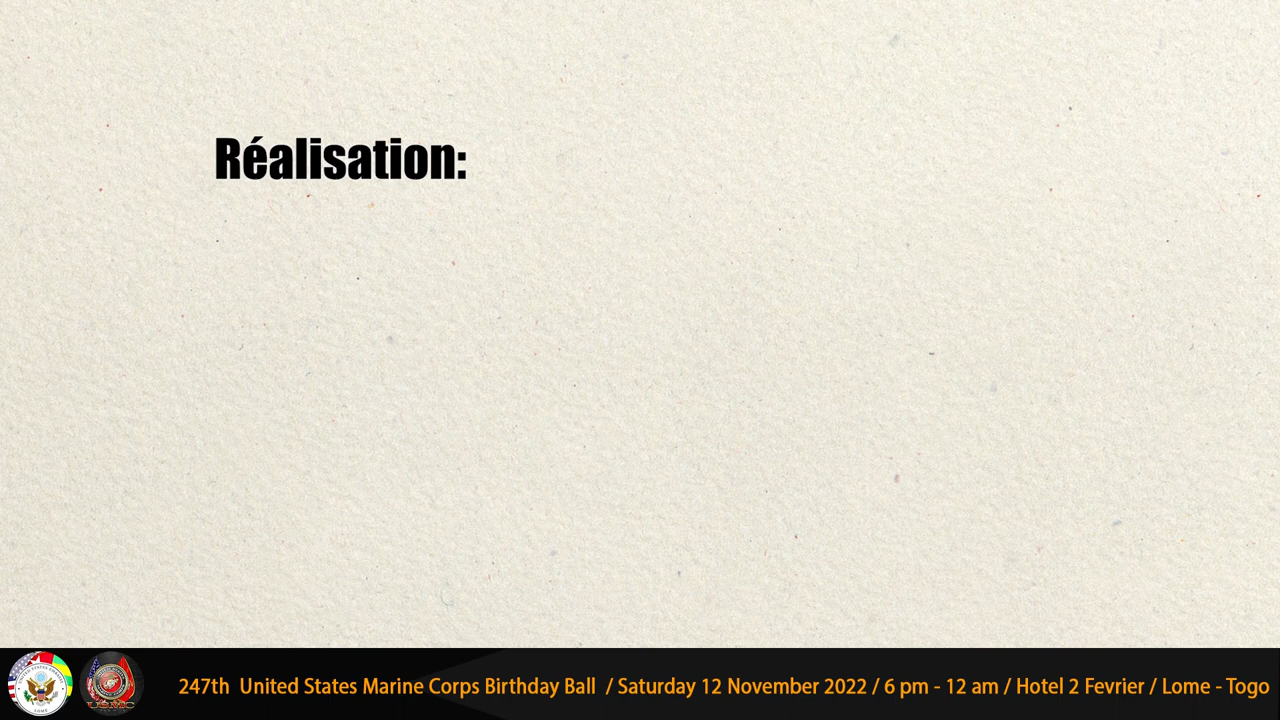 Réalisation:
247th United States Marine Corps Birthday Ball / Saturday 12 November 2022 / 6 pm - 12 am / Hotel 2 Fevrier / Lome - Togo
USMC